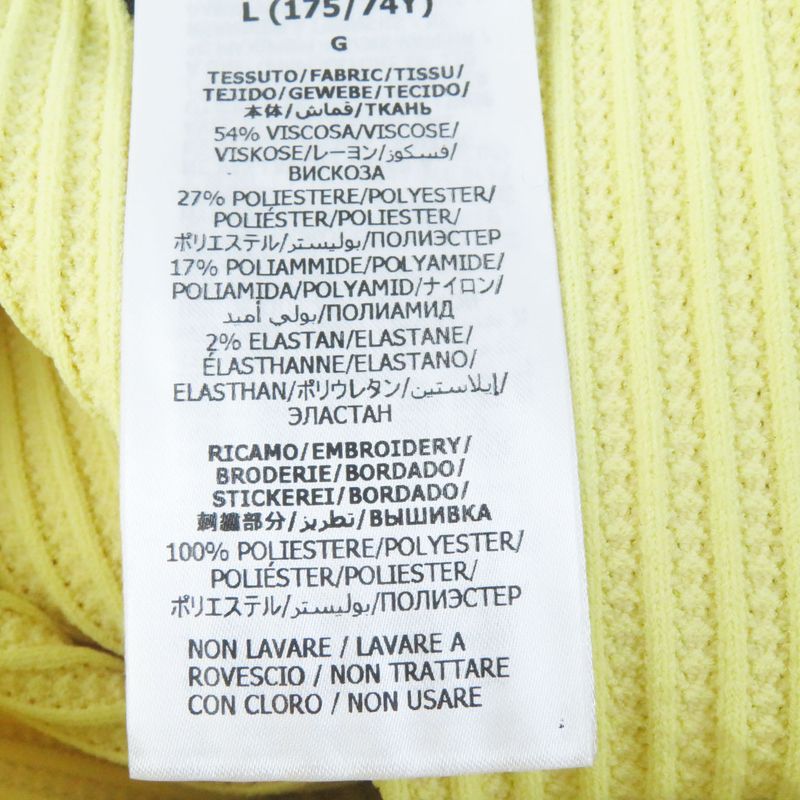 L (175/74Y)
G
TESSUTO/FABRIC/TISSU/
TEJIDO/GEWEBE/TECIDO/
本体/قماش/ТКАНЬ
54% VISCOSA/VISCOSE/
VISKOSE/レーヨン/فسكوز/
ВИСКОЗА
27% POLIESTERE/POLYESTER/
POLIÉSTER/POLIESTER/
ポリエステル/بوليستر/ПОЛИЭСТЕР
17% POLIAMMIDE/POLYAMIDE/
POLIAMIDA/POLYAMID/ナイロン/
بولي أميد/ПОЛИАМИД
2% ELASTAN/ELASTANE/
ÉLASTHANNE/ELASTANO/
ELASTHAN/ポリウレタン/إيلاستين/
ЭЛАСТАН
RICAMO/EMBROIDERY/
BRODERIE/BORDADO/
STICKEREI/BORDADO/
刺繍部分/تطريز/ВЫШИВКА
100% POLIESTERE/POLYESTER/
POLIÉSTER/POLIESTER/
ポリエステル/بوليستر/ПОЛИЭСТЕР
NON LAVARE / LAVARE A
ROVESCIO / NON TRATTARE
CON CLORO / NON USARE